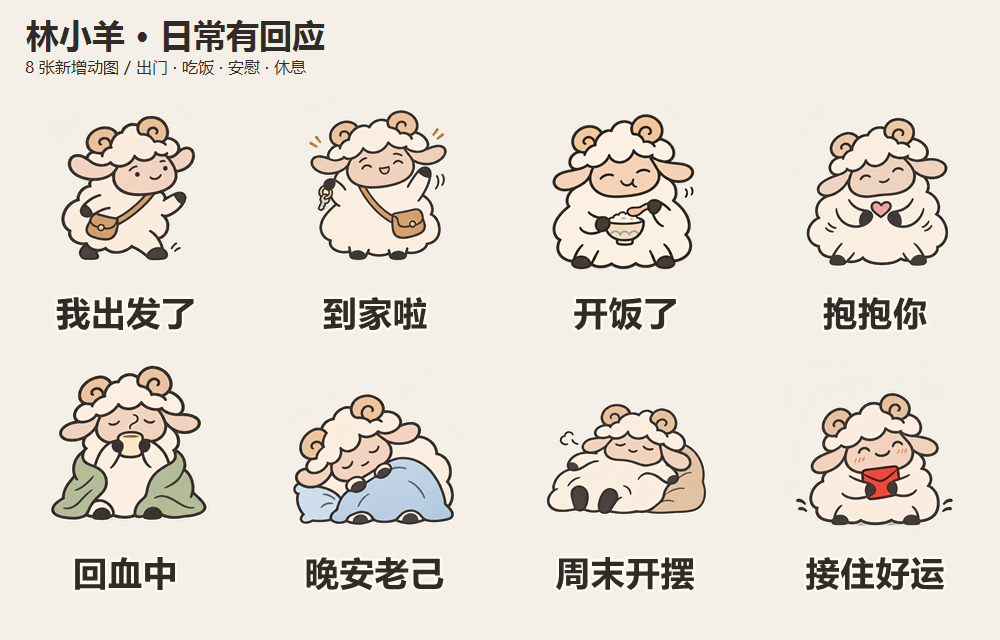 林小羊·日常有回应
8 张新增动图 / 出门 · 吃饭 · 安慰 · 休息
我出发了
到家啦
开饭了
抱抱你
回血中
晚安老己
周末开摆
接住好运